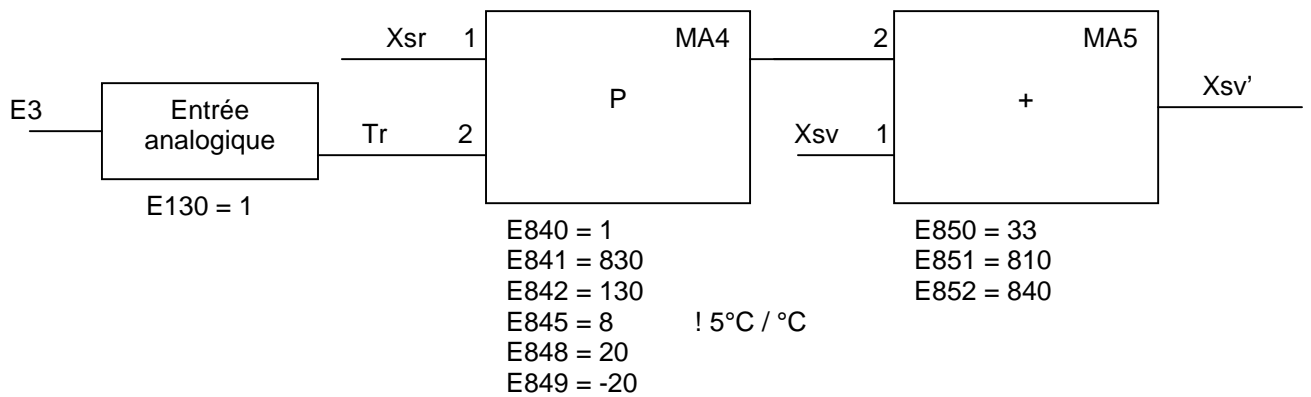 E3
Entrée
analogique
E130 = 1
Xsr 1
Tr 2
MA4
P
E840 = 1
E841 = 830
E842 = 130
E845 = 8 ! 5°C / °C
E848 = 20
E849 = -20
2
Xsv 1
MA5
+
Xsv’
E850 = 33
E851 = 810
E852 = 840